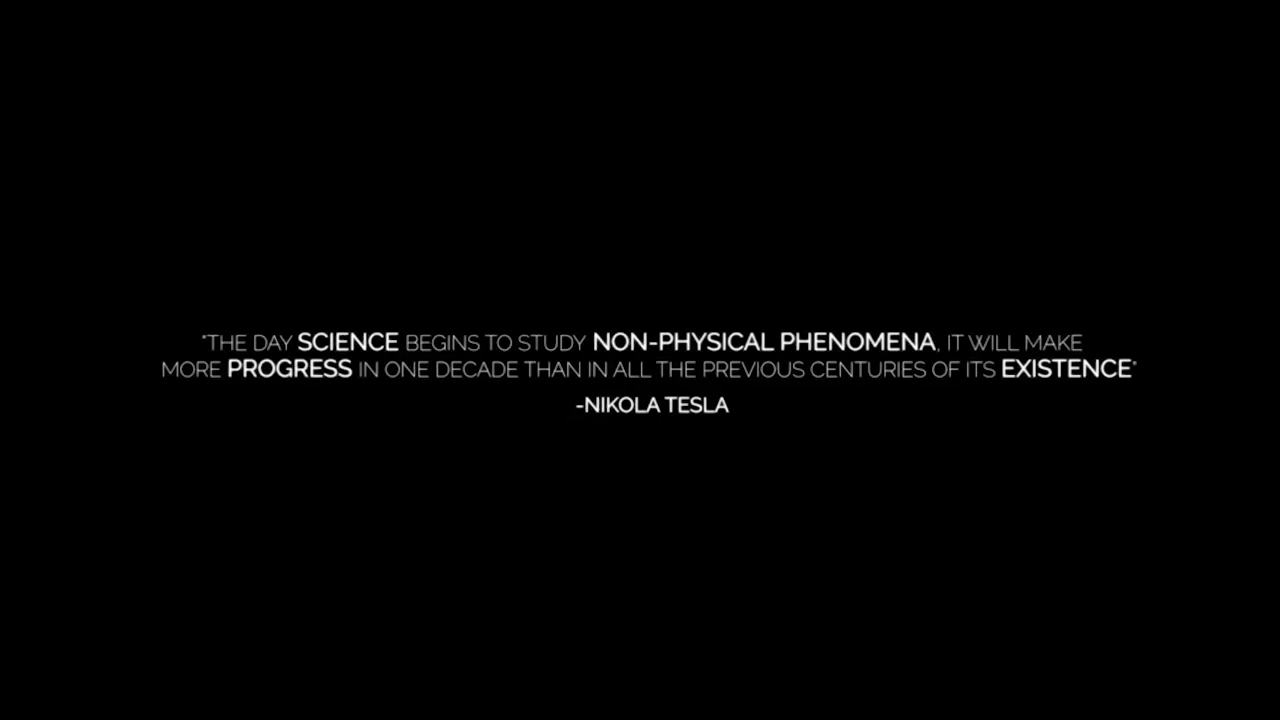 "THE DAY SCIENCE BEGINS TO STUDY NON-PHYSICAL PHENOMENA, IT WILL MAKE
MORE PROGRESS IN ONE DECADE THAN IN ALL THE PREVIOUS CENTURIES OF ITS EXISTENCE"
-NIKOLA TESLA